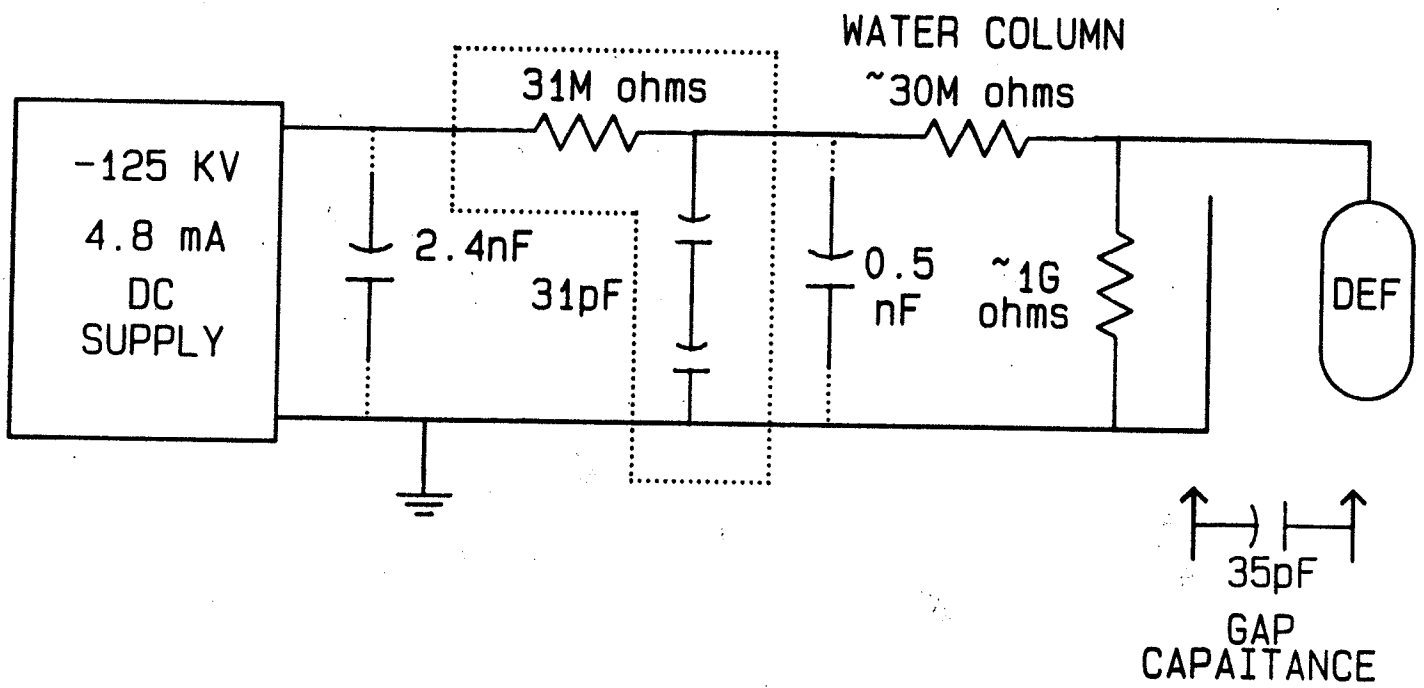 WATER COLUMN
~30M ohms
31M ohms
-125 KV
4.8 mA
DC
SUPPLY
2.4nF
31pF
0.5
nF
~1G
ohms
DEF
35pF
GAP
CAPAITANCE